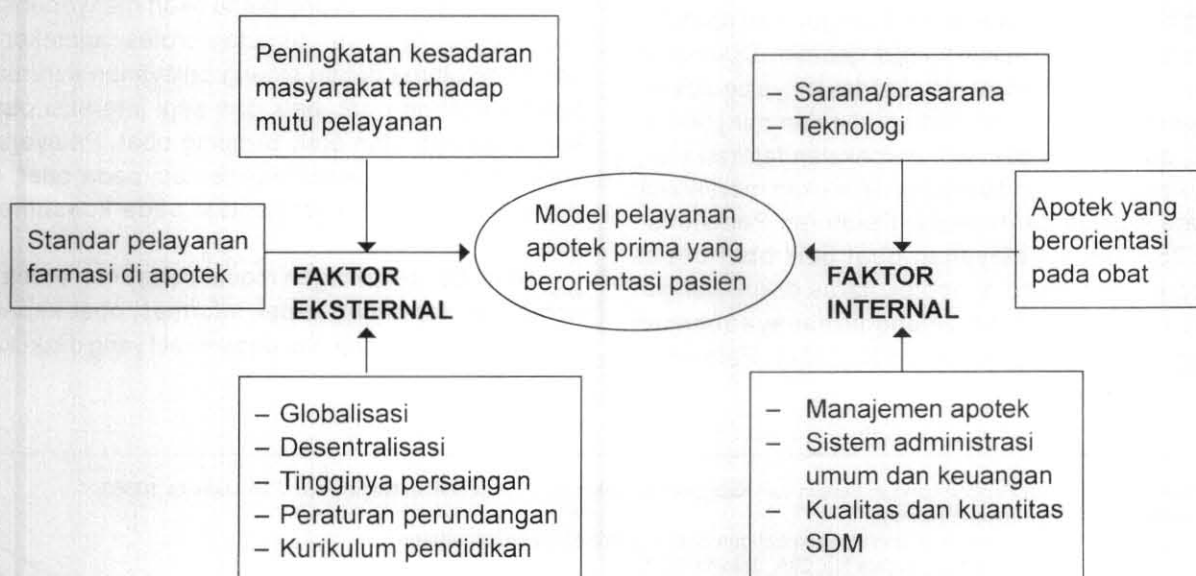 Peningkatan kesadaran
masyarakat terhadap
mutu pelayanan
– Sarana/prasarana
– Teknologi
Standar pelayanan
farmasi di apotek
FAKTOR
EKSTERNAL
Model pelayanan
apotek prima yang
berorientasi pasien
FAKTOR
INTERNAL
Apotek yang
berorientasi
pada obat
– Globalisasi
– Desentralisasi
– Tingginya persaingan
– Peraturan perundangan
– Kurikulum pendidikan
– Manajemen apotek
– Sistem administrasi
umum dan keuangan
– Kualitas dan kuantitas
SDM